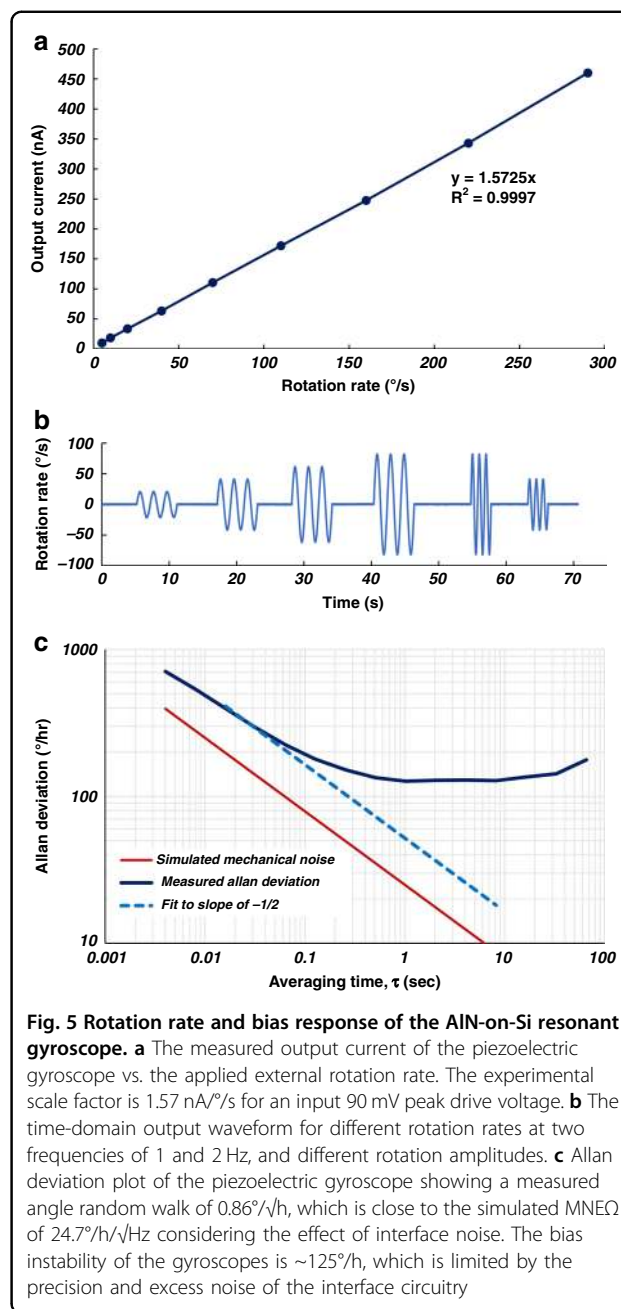 a
500
450
400
350
300
250
200
150
100
50
0
Output current (nA)
y = 1.5725x
R² = 0.9997
0 50 100 150 200 250 300
Rotation rate (°/s)
b
100
50
0
−50
−100
Rotation rate (°/s)
0 10 20 30 40 50 60 70
Time (s)
c
1000
100
10
Allan deviation (°/hr)
Simulated mechanical noise
Measured allan deviation
Fit to slope of −1/2
0.001 0.01 0.1 1 10 100
Averaging time, τ (sec)
Fig. 5 Rotation rate and bias response of the AlN-on-Si resonant
gyroscope. a The measured output current of the piezoelectric
gyroscope vs. the applied external rotation rate. The experimental
scale factor is 1.57 nA/°/s for an input 90 mV peak drive voltage. b The
time-domain output waveform for different rotation rates at two
frequencies of 1 and 2 Hz, and different rotation amplitudes. c Allan
deviation plot of the piezoelectric gyroscope showing a measured
angle random walk of 0.86°/√h, which is close to the simulated MNEΩ
of 24.7°/h/√Hz considering the effect of interface noise. The bias
instability of the gyroscopes is ~125°/h, which is limited by the
precision and excess noise of the interface circuitry